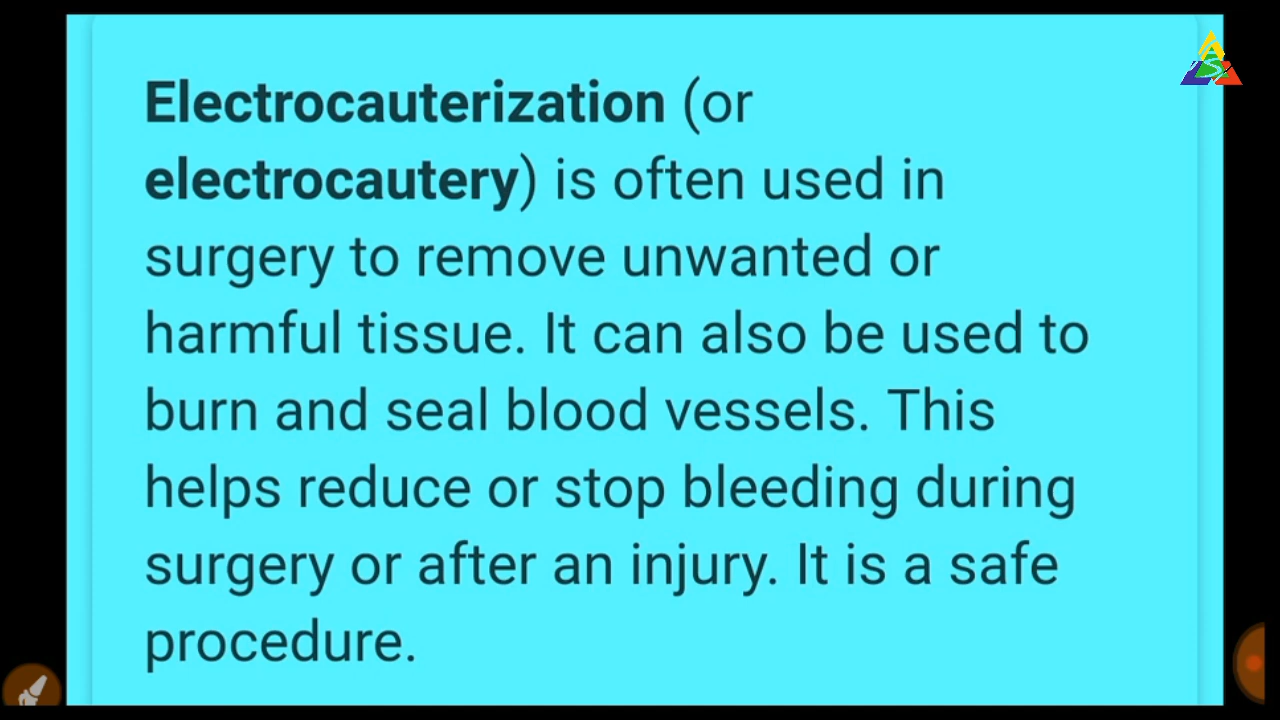 Electrocauterization (or
electrocautery) is often used in
surgery to remove unwanted or
harmful tissue. It can also be used to
burn and seal blood vessels. This
helps reduce or stop bleeding during
surgery or after an injury. It is a safe
procedure.